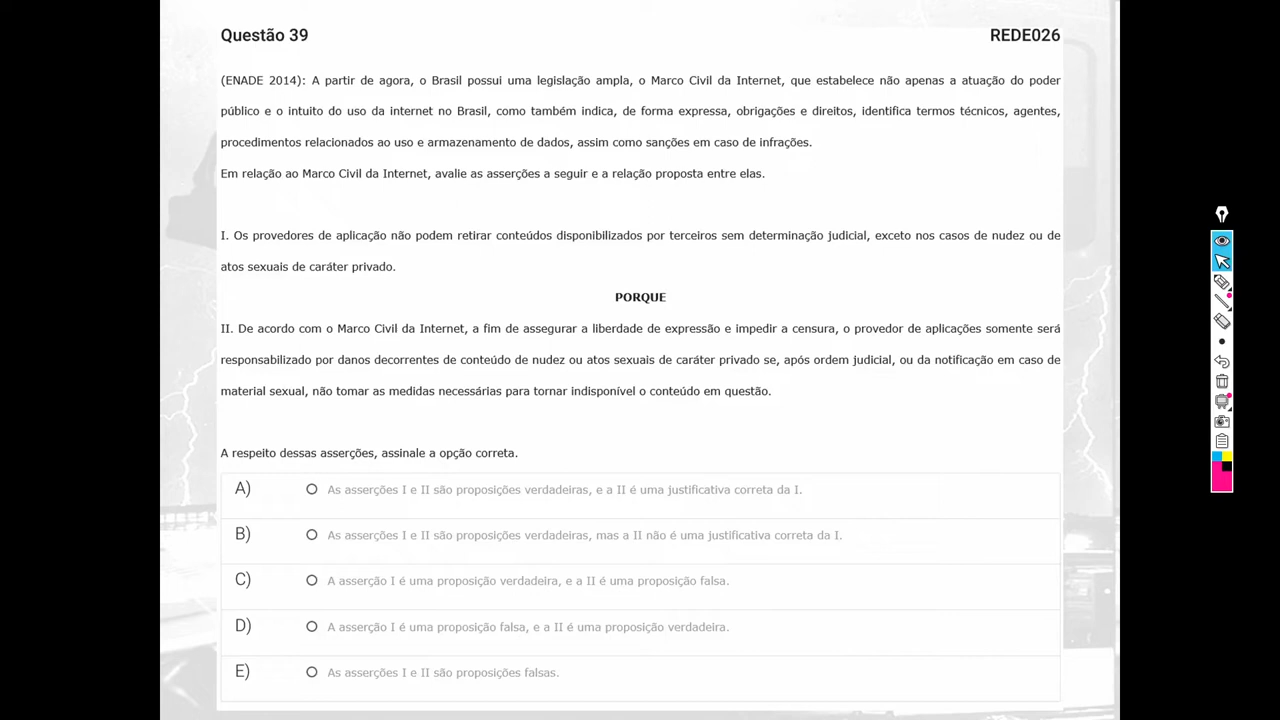 Questão 39
REDE026
(ENADE 2014): A partir de agora, o Brasil possui uma legislação ampla, o Marco Civil da Internet, que estabelece não apenas a atuação do poder
público e o intuito do uso da internet no Brasil, como também indica, de forma expressa, obrigações e direitos, identifica termos técnicos, agentes,
procedimentos relacionados ao uso e armazenamento de dados, assim como sanções em caso de infrações.
Em relação ao Marco Civil da Internet, avalie as asserções a seguir e a relação proposta entre elas.
I. Os provedores de aplicação não podem retirar conteúdos disponibilizados por terceiros sem determinação judicial, exceto nos casos de nudez ou de
atos sexuais de caráter privado.
PORQUE
II. De acordo com o Marco Civil da Internet, a fim de assegurar a liberdade de expressão e impedir a censura, o provedor de aplicações somente será
responsabilizado por danos decorrentes de conteúdo de nudez ou atos sexuais de caráter privado se, após ordem judicial, ou da notificação em caso de
material sexual, não tomar as medidas necessárias para tornar indisponível o conteúdo em questão.
A respeito dessas asserções, assinale a opção correta.
A) As asserções I e II são proposições verdadeiras, e a II é uma justificativa correta da I.
B) As asserções I e II são proposições verdadeiras, mas a II não é uma justificativa correta da I.
C) A asserção I é uma proposição verdadeira, e a II é uma proposição falsa.
D) A asserção I é uma proposição falsa, e a II é uma proposição verdadeira.
E) As asserções I e II são proposições falsas.